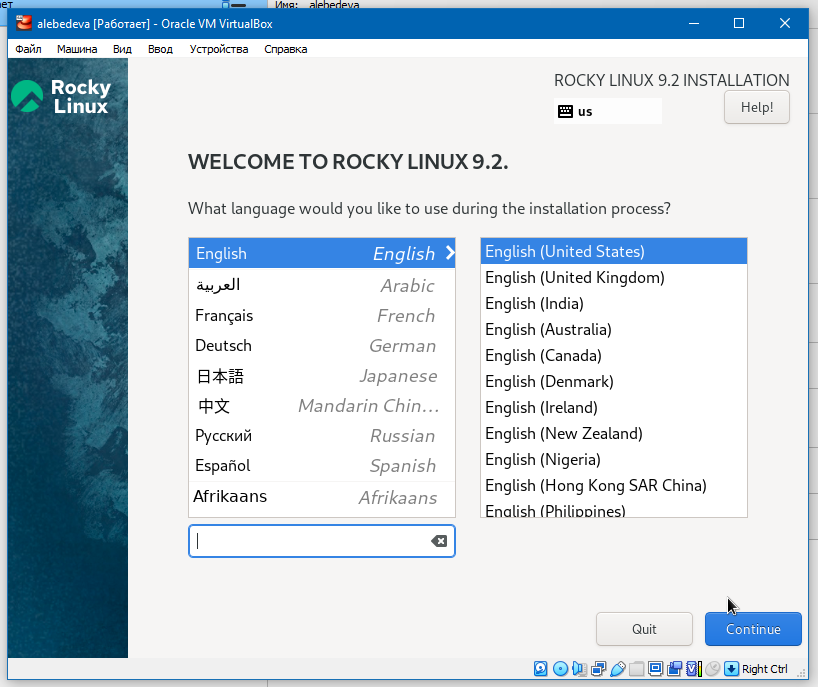 ет
Имя: alebedeva
alebedeva [Работает] - Oracle VM VirtualBox
Файл Машина Вид Ввод Устройства Справка
Rocky
Linux
ROCKY LINUX 9.2 INSTALLATION
us
Help!
WELCOME TO ROCKY LINUX 9.2.
What language would you like to use during the installation process?
English English
العربية Arabic
Français French
Deutsch German
日本語 Japanese
中文 Mandarin Chin…
Русский Russian
Español Spanish
Afrikaans Afrikaans
English (United States)
English (United Kingdom)
English (India)
English (Australia)
English (Canada)
English (Denmark)
English (Ireland)
English (New Zealand)
English (Nigeria)
English (Hong Kong SAR China)
English (Philippines)
Quit
Continue
Right Ctrl